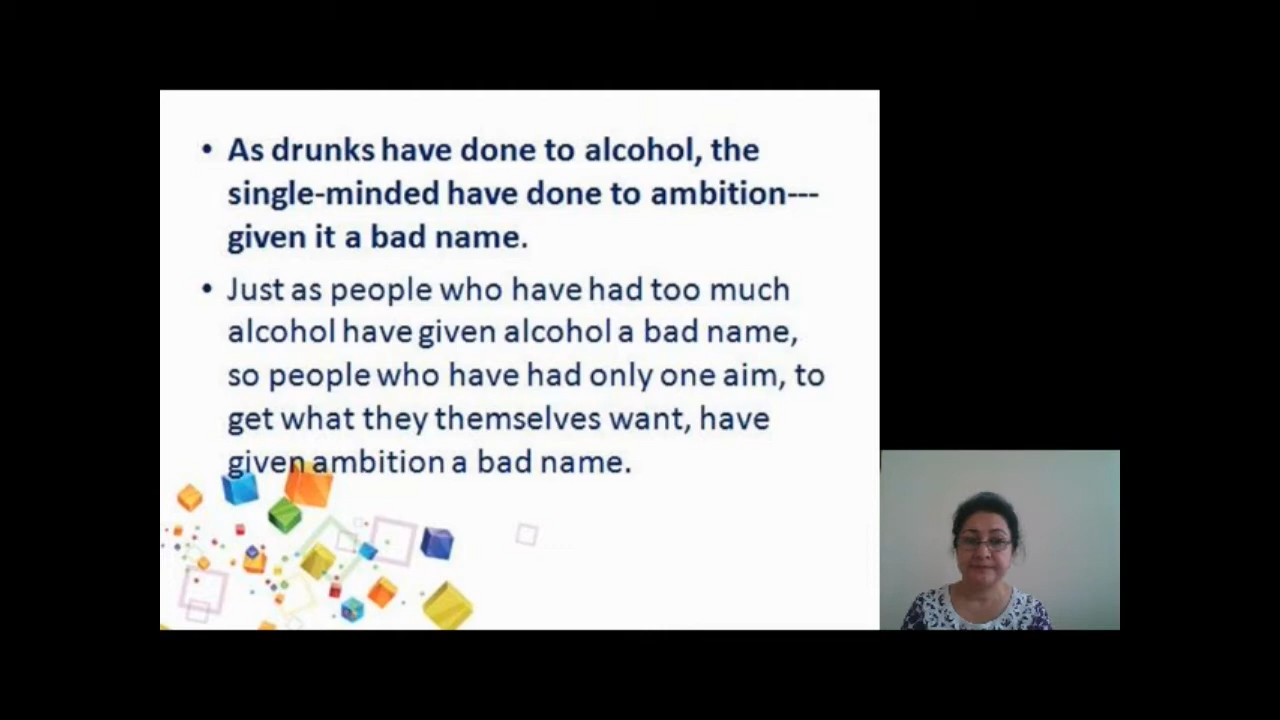 • As drunks have done to alcohol, the
single-minded have done to ambition---
given it a bad name.
• Just as people who have had too much
alcohol have given alcohol a bad name,
so people who have had only one aim, to
get what they themselves want, have
given ambition a bad name.